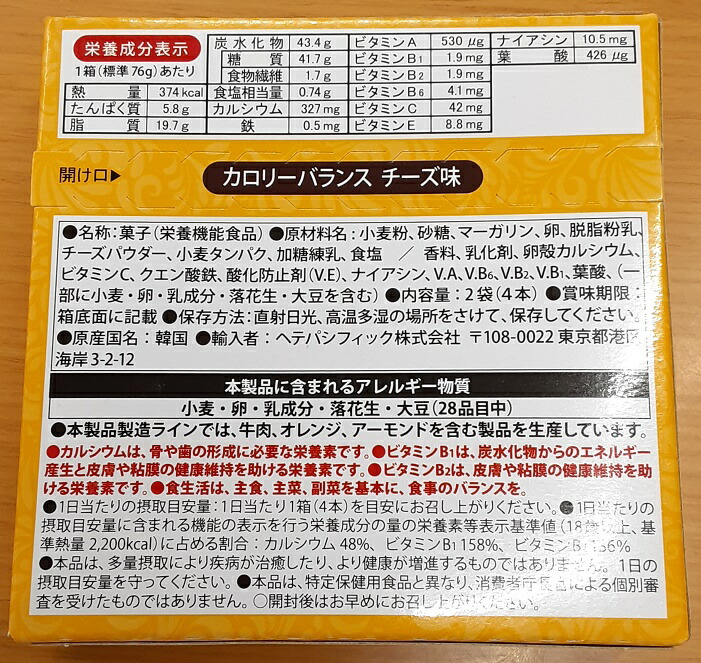 栄養成分表示
1箱(標準76g)あたり
熱量 374kcal
たんぱく質 5.8g
脂質 19.7g
炭水化物 43.4g
糖質 41.7g
食物繊維 1.7g
食塩相当量 0.74g
カルシウム 327mg
鉄 0.5mg
ビタミンA 530μg
ビタミンB1 1.9mg
ビタミンB2 1.9mg
ビタミンB6 4.1mg
ビタミンC 42mg
ビタミンE 8.8mg
ナイアシン 10.5mg
葉酸 426μg
開け口▶
カロリーバランス チーズ味
●名称:菓子(栄養機能食品) ●原材料名:小麦粉、砂糖、マーガリン、卵、脱脂粉乳、
チーズパウダー、小麦タンパク、加糖練乳、食塩 / 香料、乳化剤、卵殻カルシウム、
ビタミンC、クエン酸鉄、酸化防止剤(V.E)、ナイアシン、V.A、V.B6、V.B2、V.B1、葉酸、(一
部に小麦・卵・乳成分・落花生・大豆を含む) ●内容量:2袋(4本) ●賞味期限:
箱底面に記載 ●保存方法:直射日光、高温多湿の場所をさけて、保存してください。
●原産国名:韓国 ●輸入者:ヘテパシフィック株式会社 〒108-0022 東京都港区
海岸3-2-12
本製品に含まれるアレルギー物質
小麦・卵・乳成分・落花生・大豆(28品目中)
●本製品製造ラインでは、牛肉、オレンジ、アーモンドを含む製品を生産しています。
●カルシウムは、骨や歯の形成に必要な栄養素です。●ビタミンB1は、炭水化物からのエネルギー
産生と皮膚や粘膜の健康維持を助ける栄養素です。●ビタミンB2は、皮膚や粘膜の健康維持を助
ける栄養素です。●食生活は、主食、主菜、副菜を基本に、食事のバランスを。
●1日当たりの摂取目安量:1日当たり1箱(4本)を目安にお召し上がりください。●1日当たりの
摂取目安量に含まれる機能の表示を行う栄養成分の量の栄養素等表示基準値(18歳以上、基
準熱量2,200kcal)に占める割合:カルシウム48%、ビタミンB1 158%、ビタミンB2 136%
●本品は、多量摂取により疾病が治癒したり、より健康が増進するものではありません。1日の
摂取目安量を守ってください。●本品は、特定保健用食品と異なり、消費者庁長官による個別審
査を受けたものではありません。○開封後はお早めにお召し上がりください。